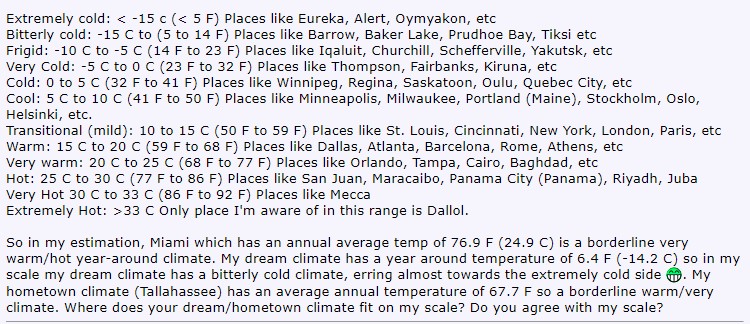 Extremely cold: < -15 c (< 5 F) Places like Eureka, Alert, Oymyakon, etc
Bitterly cold: -15 C to (5 to 14 F) Places like Barrow, Baker Lake, Prudhoe Bay, Tiksi etc
Frigid: -10 C to -5 C (14 F to 23 F) Places like Iqaluit, Churchill, Schefferville, Yakutsk, etc
Very Cold: -5 C to 0 C (23 F to 32 F) Places like Thompson, Fairbanks, Kiruna, etc
Cold: 0 to 5 C (32 F to 41 F) Places like Winnipeg, Regina, Saskatoon, Oulu, Quebec City, etc
Cool: 5 C to 10 C (41 F to 50 F) Places like Minneapolis, Milwaukee, Portland (Maine), Stockholm, Oslo,
Helsinki, etc.
Transitional (mild): 10 to 15 C (50 F to 59 F) Places like St. Louis, Cincinnati, New York, London, Paris, etc
Warm: 15 C to 20 C (59 F to 68 F) Places like Dallas, Atlanta, Barcelona, Rome, Athens, etc
Very warm: 20 C to 25 C (68 F to 77 F) Places like Orlando, Tampa, Cairo, Baghdad, etc
Hot: 25 C to 30 C (77 F to 86 F) Places like San Juan, Maracaibo, Panama City (Panama), Riyadh, Juba
Very Hot 30 C to 33 C (86 F to 92 F) Places like Mecca
Extremely Hot: >33 C Only place I'm aware of in this range is Dallol.
So in my estimation, Miami which has an annual average temp of 76.9 F (24.9 C) is a borderline very
warm/hot year-around climate. My dream climate has a year around temperature of 6.4 F (-14.2 C) so in my
scale my dream climate has a bitterly cold climate, erring almost towards the extremely cold side . My
hometown climate (Tallahassee) has an average annual temperature of 67.7 F so a borderline warm/very
climate. Where does your dream/hometown climate fit on my scale? Do you agree with my scale?